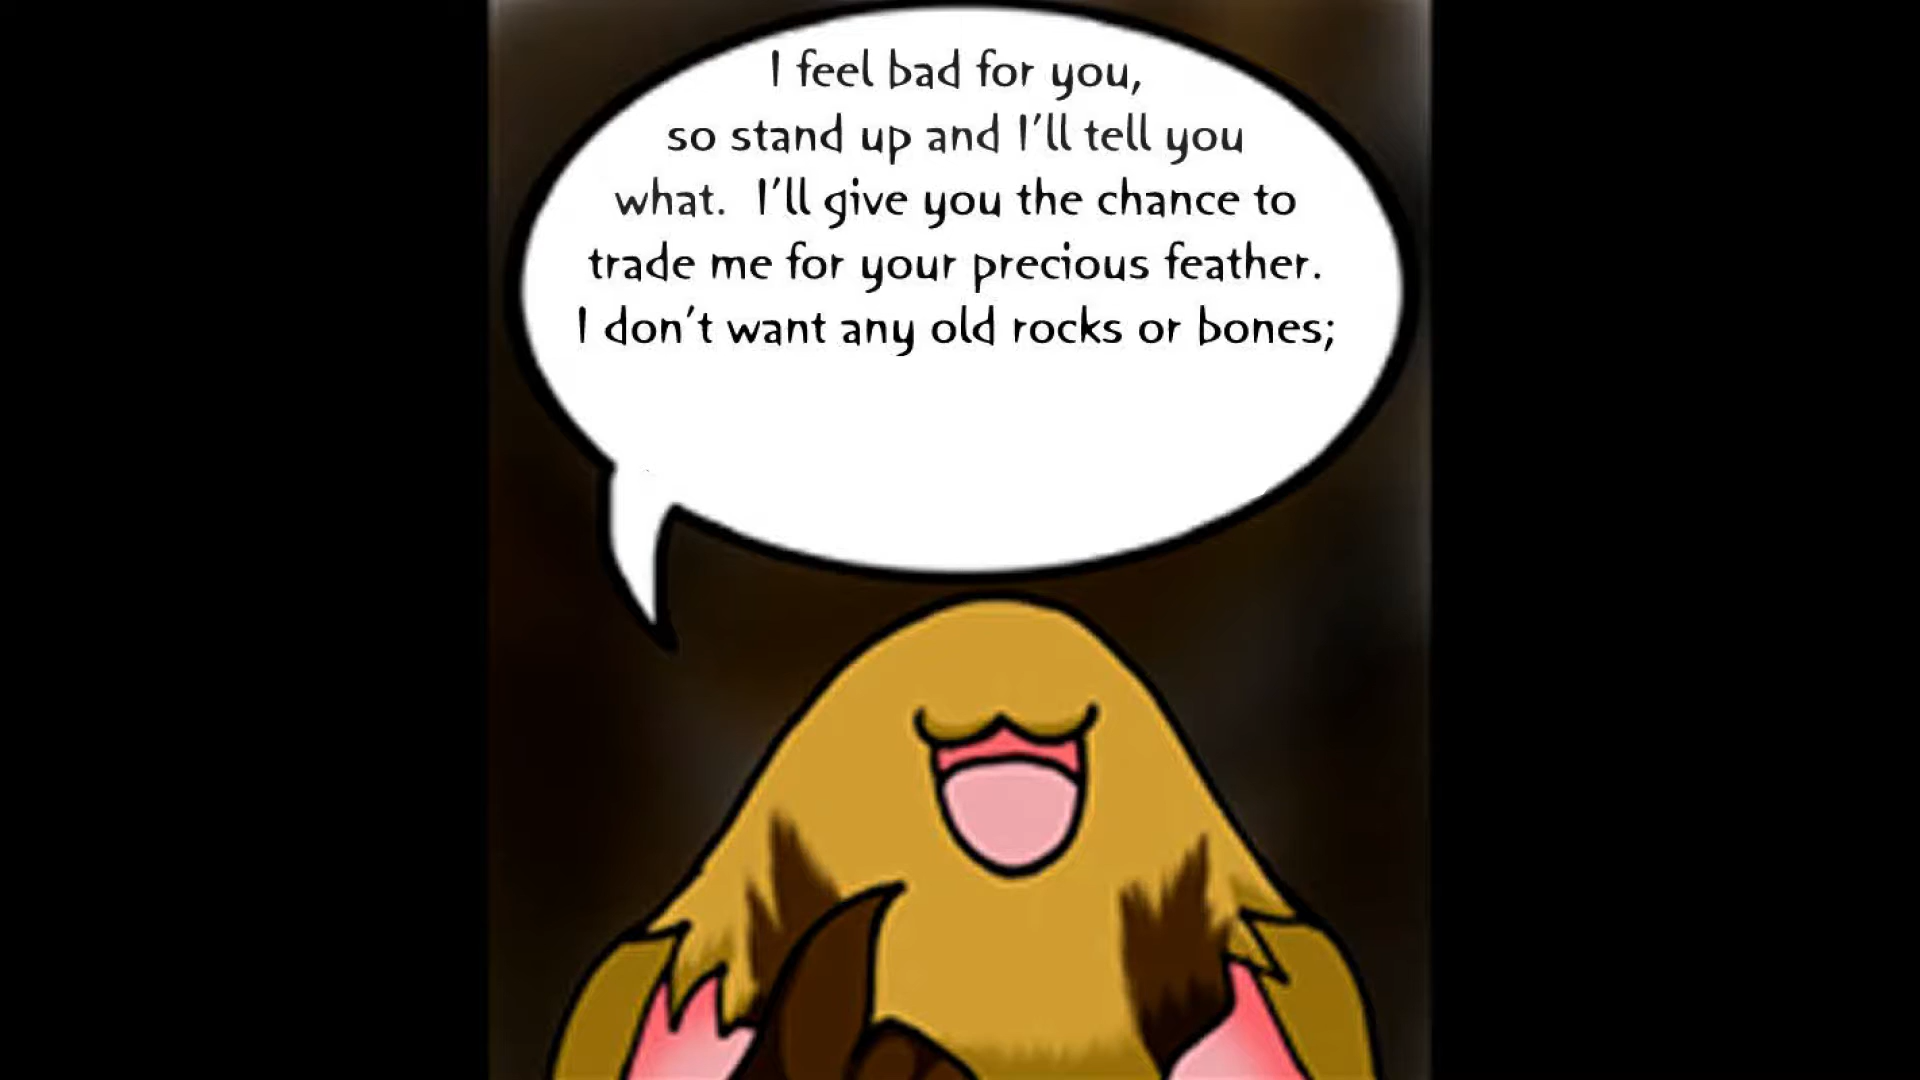 I feel bad for you,
so stand up and I'll tell you
what. I'll give you the chance to
trade me for your precious feather.
I don't want any old rocks or bones;